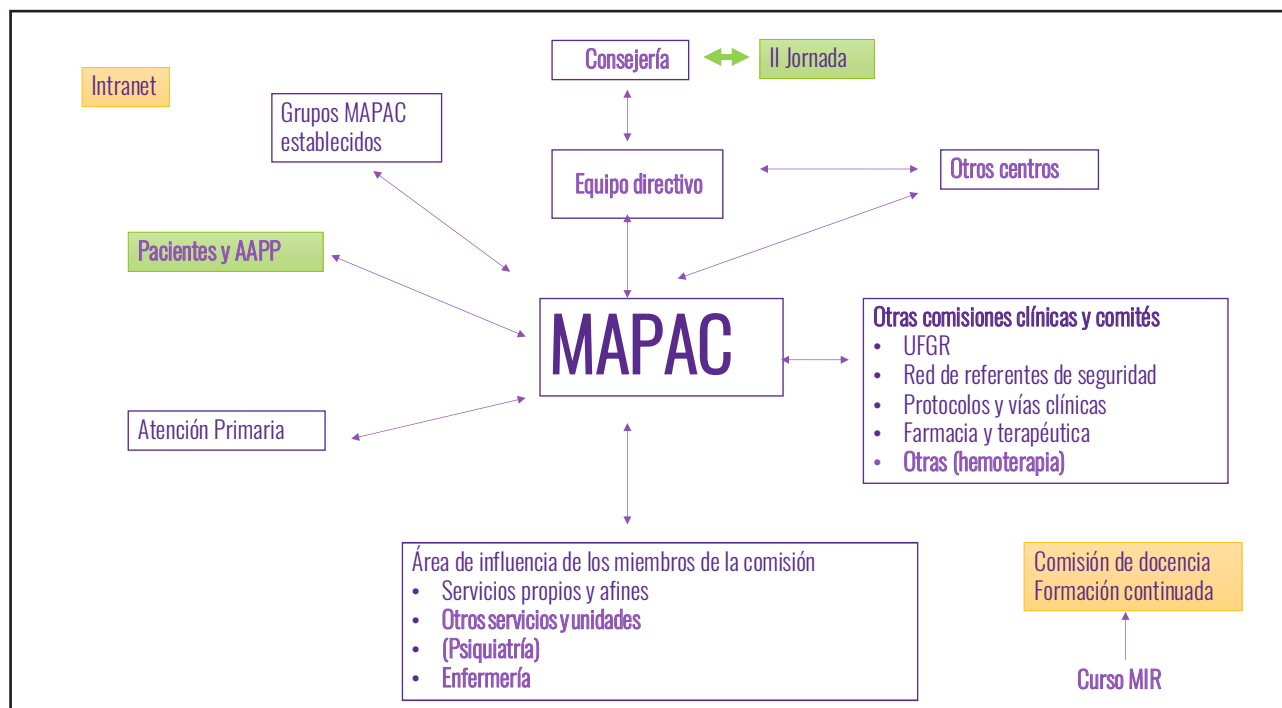 Consejería
II Jornada
Intranet
Grupos MAPAC
establecidos
Equipo directivo
Otros centros
Pacientes y AAPP
MAPAC
Otras comisiones clínicas y comités
• UFGR
• Red de referentes de seguridad
• Protocolos y vías clínicas
• Farmacia y terapéutica
• Otras (hemoterapia)
Atención Primaria
Área de influencia de los miembros de la comisión
• Servicios propios y afines
• Otros servicios y unidades
• (Psiquiatría)
• Enfermería
Comisión de docencia
Formación continuada
Curso MIR